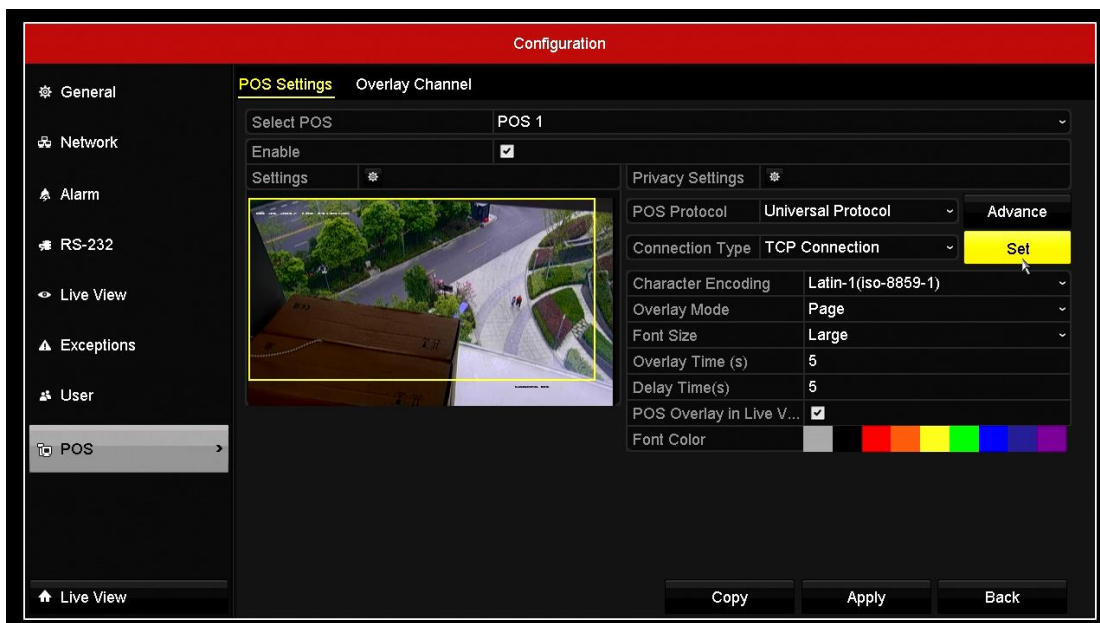 Configuration
General
Network
Alarm
RS-232
Live View
Exceptions
User
POS
Live View
POS Settings Overlay Channel
Select POS POS 1
Enable
Settings Privacy Settings
POS Protocol Universal Protocol Advance
Connection Type TCP Connection Set
Character Encoding Latin-1(iso-8859-1)
Overlay Mode Page
Font Size Large
Overlay Time (s) 5
Delay Time(s) 5
POS Overlay in Live V...
Font Color
Copy Apply Back